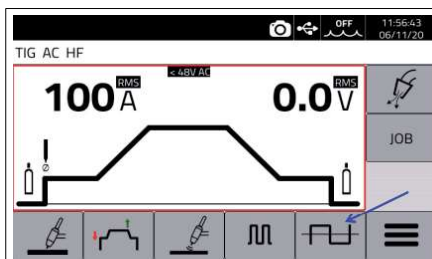 OFF
11:56:43
06/11/20
TIG AC HF
< 48V AC
100 A RMS
0.0 V RMS
JOB